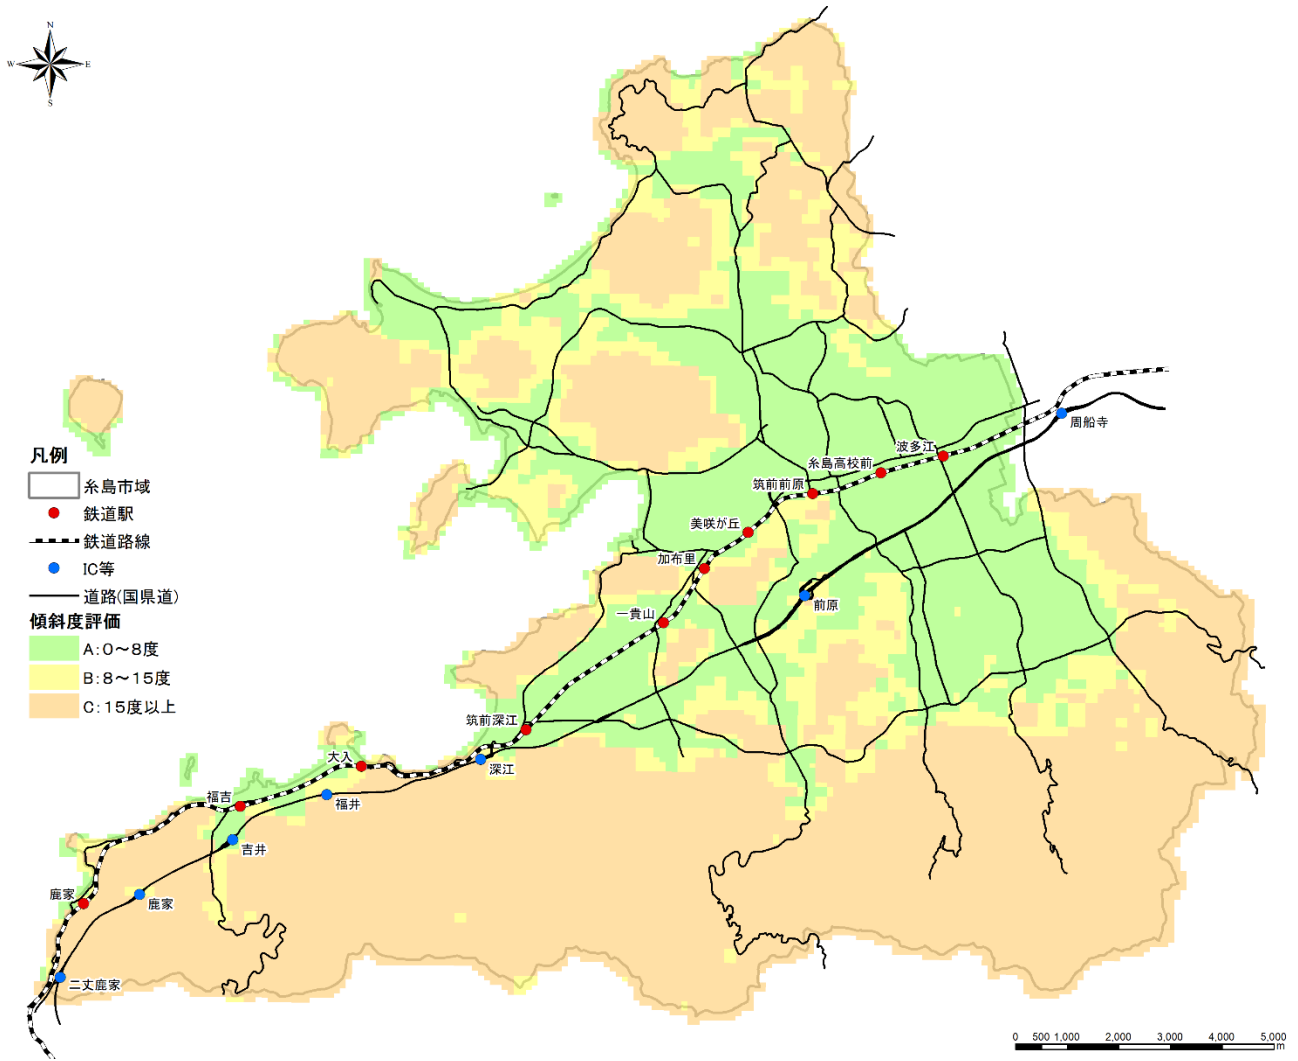 N
W
E
S
周船寺
波多江
糸島高校前
筑前前原
美咲が丘
加布里
前原
一貴山
筑前深江
深江
大入
福井
福吉
吉井
鹿家
鹿家
二丈鹿家
凡例
糸島市域
鉄道駅
鉄道路線
IC等
道路(国県道)
傾斜度評価
A:0～8度
B:8～15度
C:15度以上
0 500 1,000 2,000 3,000 4,000 5,000
m